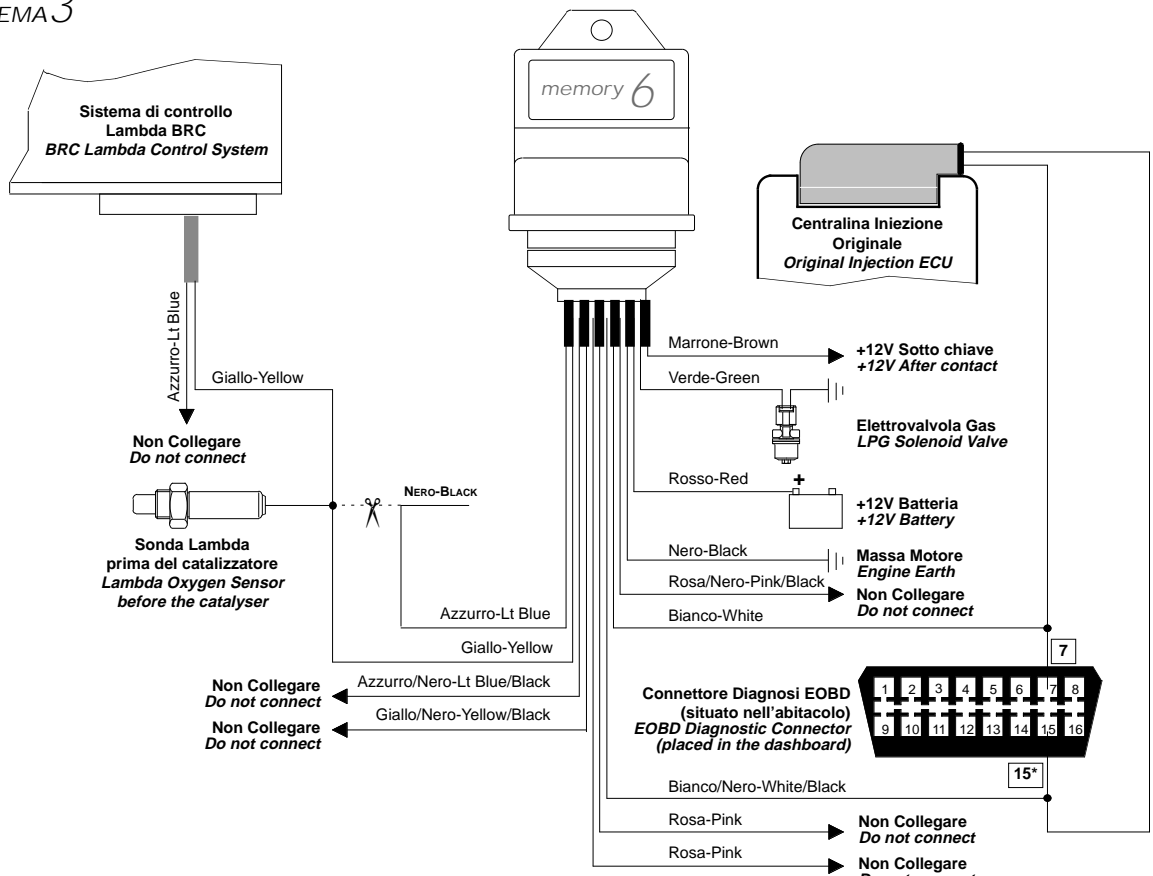 EMA3
Sistema di controllo
Lambda BRC
BRC Lambda Control System
memory 6
Centralina Iniezione
Originale
Original Injection ECU
Azzurro-Lt Blue
Giallo-Yellow
Non Collegare
Do not connect
NERO-BLACK
Sonda Lambda
prima del catalizzatore
Lambda Oxygen Sensor
before the catalyser
Marrone-Brown
+12V Sotto chiave
+12V After contact
Verde-Green
Elettrovalvola Gas
LPG Solenoid Valve
Rosso-Red
+
+12V Batteria
+12V Battery
Nero-Black
Massa Motore
Engine Earth
Rosa/Nero-Pink/Black
Non Collegare
Do not connect
Azzurro-Lt Blue
Bianco-White
Giallo-Yellow
7
Azzurro/Nero-Lt Blue/Black
Non Collegare
Do not connect
Giallo/Nero-Yellow/Black
Non Collegare
Do not connect
Connettore Diagnosi EOBD
(situato nell'abitacolo)
EOBD Diagnostic Connector
(placed in the dashboard)
1 2 3 4 5 6 7 8
9 10 11 12 13 14 15 16
15*
Bianco/Nero-White/Black
Rosa-Pink
Non Collegare
Do not connect
Rosa-Pink
Non Collegare